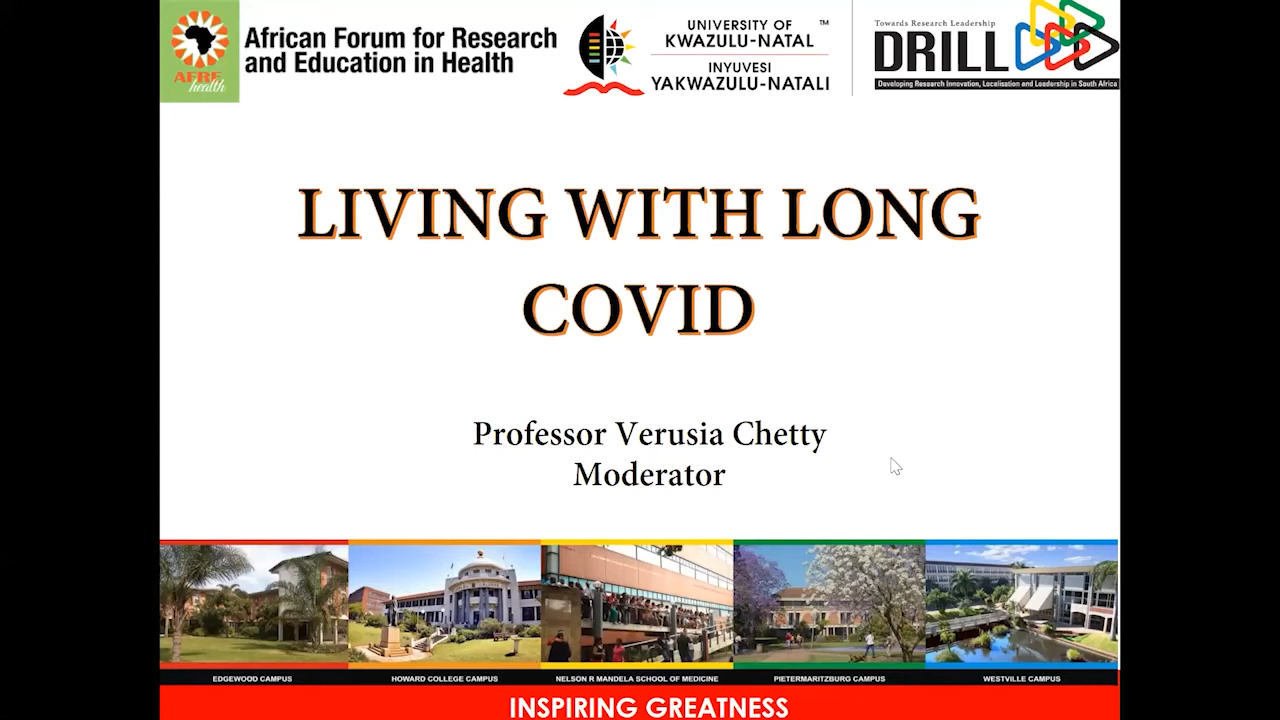 AFRE
health
African Forum for Research
and Education in Health
UNIVERSITY OF ™
KWAZULU-NATAL
INYUVESI
YAKWAZULU-NATALI
Towards Research Leadership
DRILL
Developing Research Innovation, Localisation and Leadership in South Africa
LIVING WITH LONG
COVID
Professor Verusia Chetty
Moderator
EDGEWOOD CAMPUS
HOWARD COLLEGE CAMPUS
NELSON R MANDELA SCHOOL OF MEDICINE
PIETERMARITZBURG CAMPUS
WESTVILLE CAMPUS
INSPIRING GREATNESS